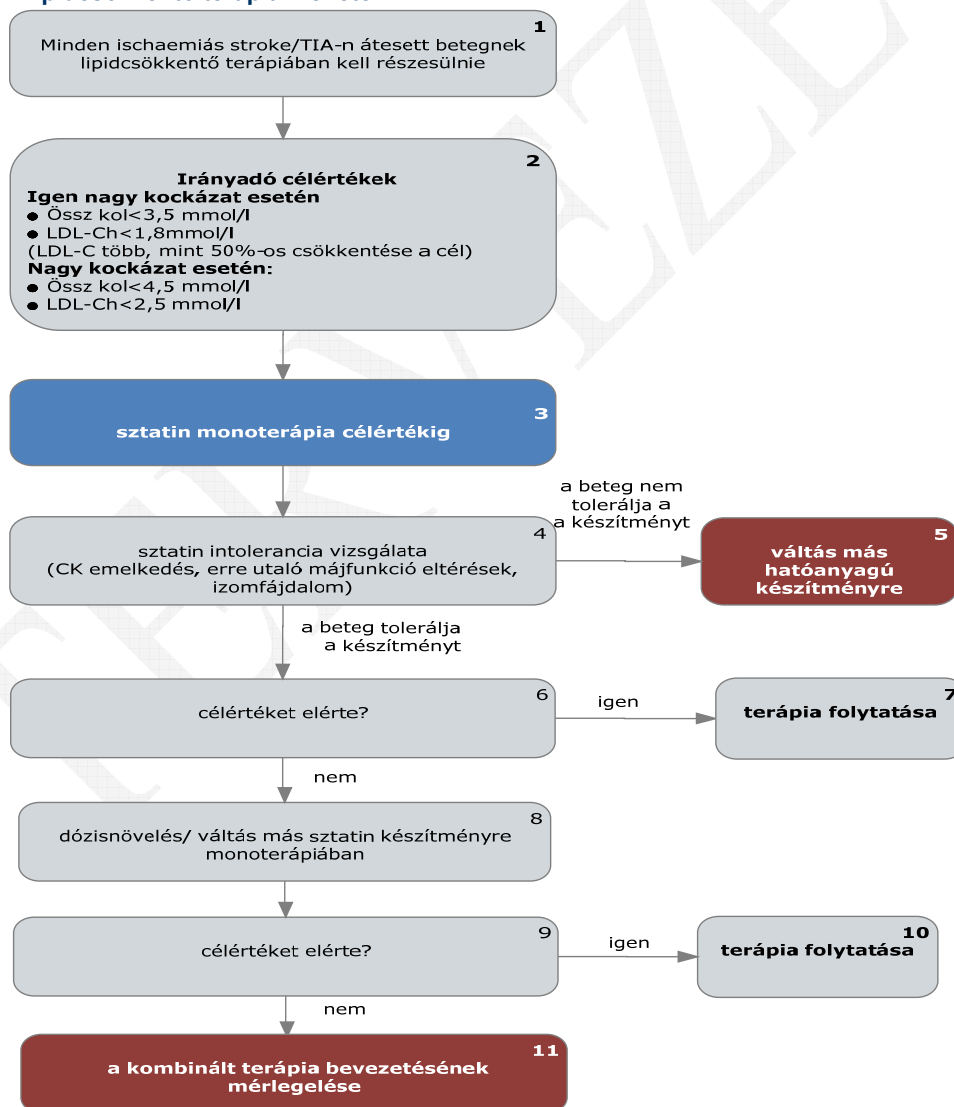 1
Minden ischaemiás stroke/TIA-n átesett betegnek
lipidcsökkentő terápiában kell részesülnie
2
Irányadó célértékek
Igen nagy kockázat esetén
● Össz kol<3,5 mmol/l
● LDL-Ch<1,8mmol/l
(LDL-C több, mint 50%-os csökkentése a cél)
Nagy kockázat esetén:
● Össz kol<4,5 mmol/l
● LDL-Ch<2,5 mmol/l
3
sztatin monoterápia célértékig
4
sztatin intolerancia vizsgálata
(CK emelkedés, erre utaló májfunkció eltérések,
izomfájdalom)
a beteg nem
tolerálja a
a készítményt
5
váltás más
hatóanyagú
készítményre
a beteg tolerálja
a készítményt
6
célértéket elérte?
igen
7
terápia folytatása
nem
8
dózisnövelés/ váltás más sztatin készítményre
monoterápiában
9
célértéket elérte?
igen
10
terápia folytatása
nem
11
a kombinált terápia bevezetésének
mérlegelése